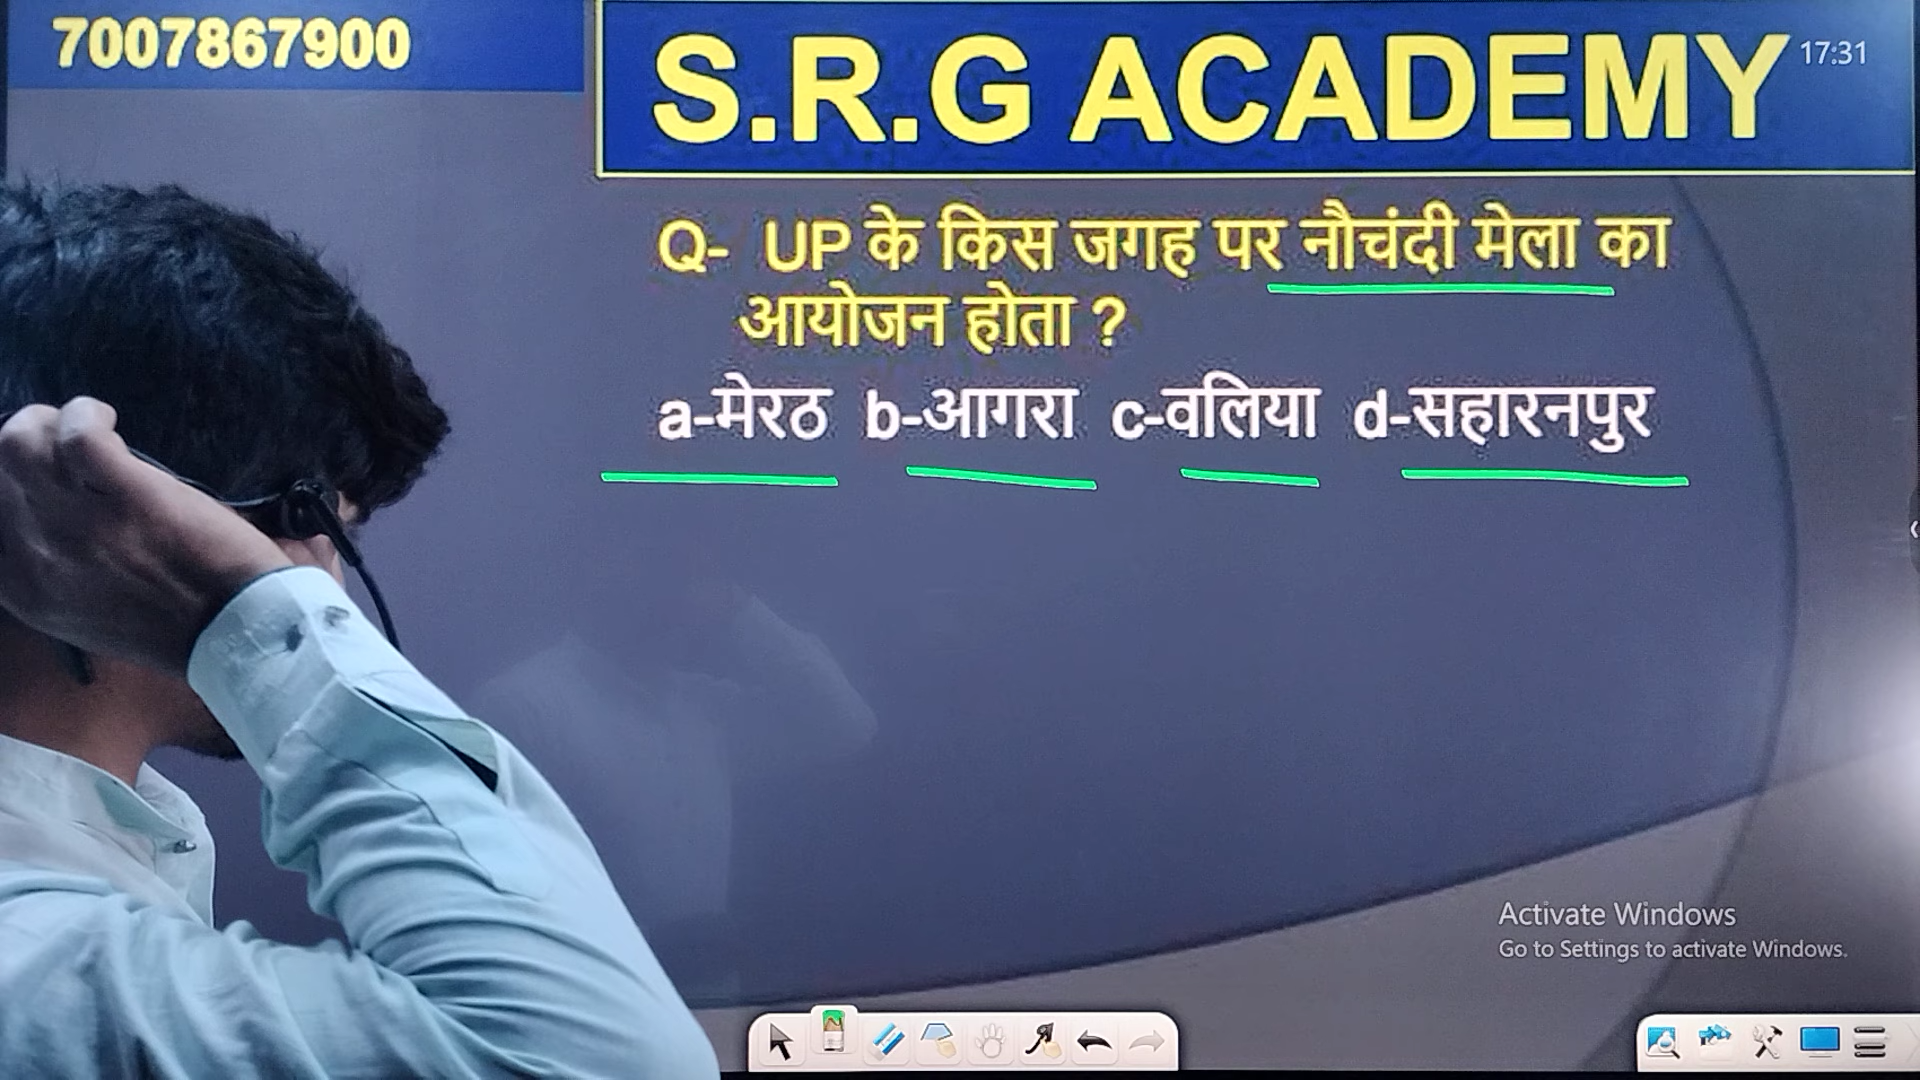 7007867900
S.R.G ACADEMY
17:31
Q- UP के किस जगह पर नौचंदी मेला का
आयोजन होता ?
a-मेरठ b-आगरा c-वलिया d-सहारनपुर
Activate Windows
Go to Settings to activate Windows.